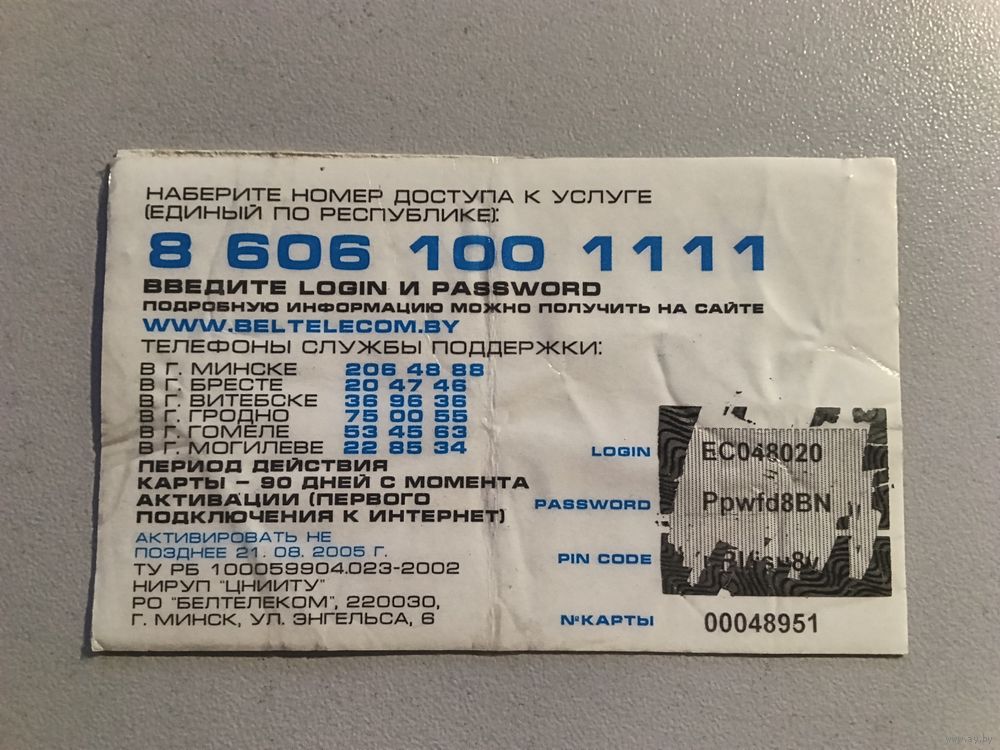 НАБЕРИТЕ НОМЕР ДОСТУПА К УСЛУГЕ
(ЕДИНЫЙ ПО РЕСПУБЛИКЕ):
8 606 100 1111
ВВЕДИТЕ LOGIN И PASSWORD
ПОДРОБНУЮ ИНФОРМАЦИЮ МОЖНО ПОЛУЧИТЬ НА САЙТЕ
WWW.BELTELECOM.BY
ТЕЛЕФОНЫ СЛУЖБЫ ПОДДЕРЖКИ:
В Г. МИНСКЕ 206 48 88
В Г. БРЕСТЕ 20 47 46
В Г. ВИТЕБСКЕ 36 96 36
В Г. ГРОДНО 75 00 55
В Г. ГОМЕЛЕ 53 45 63
В Г. МОГИЛЕВЕ 22 85 34
ПЕРИОД ДЕЙСТВИЯ
КАРТЫ – 90 ДНЕЙ С МОМЕНТА
АКТИВАЦИИ (ПЕРВОГО
ПОДКЛЮЧЕНИЯ К ИНТЕРНЕТ)
АКТИВИРОВАТЬ НЕ
ПОЗДНЕЕ 21. 08. 2005 Г.
ТУ РБ 100059904.023-2002
НИРУП "ЦНИИТУ"
РО "БЕЛТЕЛЕКОМ", 220030,
Г. МИНСК, УЛ. ЭНГЕЛЬСА, 6
LOGIN EC048020
PASSWORD Ppwfd8BN
PIN CODE
№КАРТЫ 00048951
www.ay.by